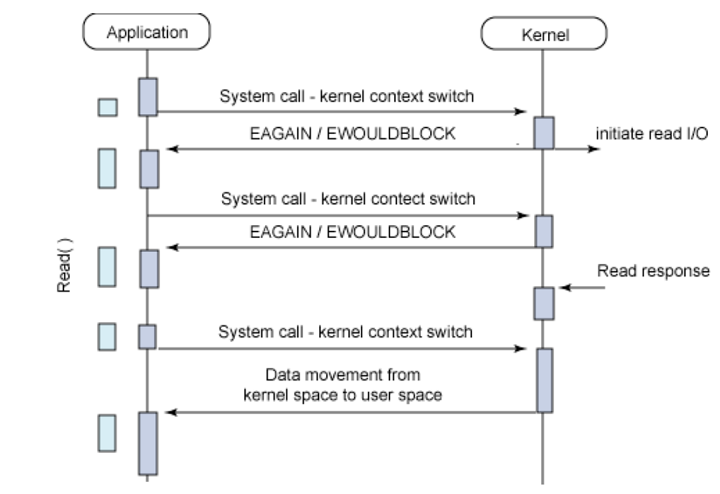 Application
Kernel
System call - kernel context switch
EAGAIN / EWOULDBLOCK
initiate read I/O
System call - kernel contect switch
EAGAIN / EWOULDBLOCK
Read( )
Read response
System call - kernel context switch
Data movement from
kernel space to user space